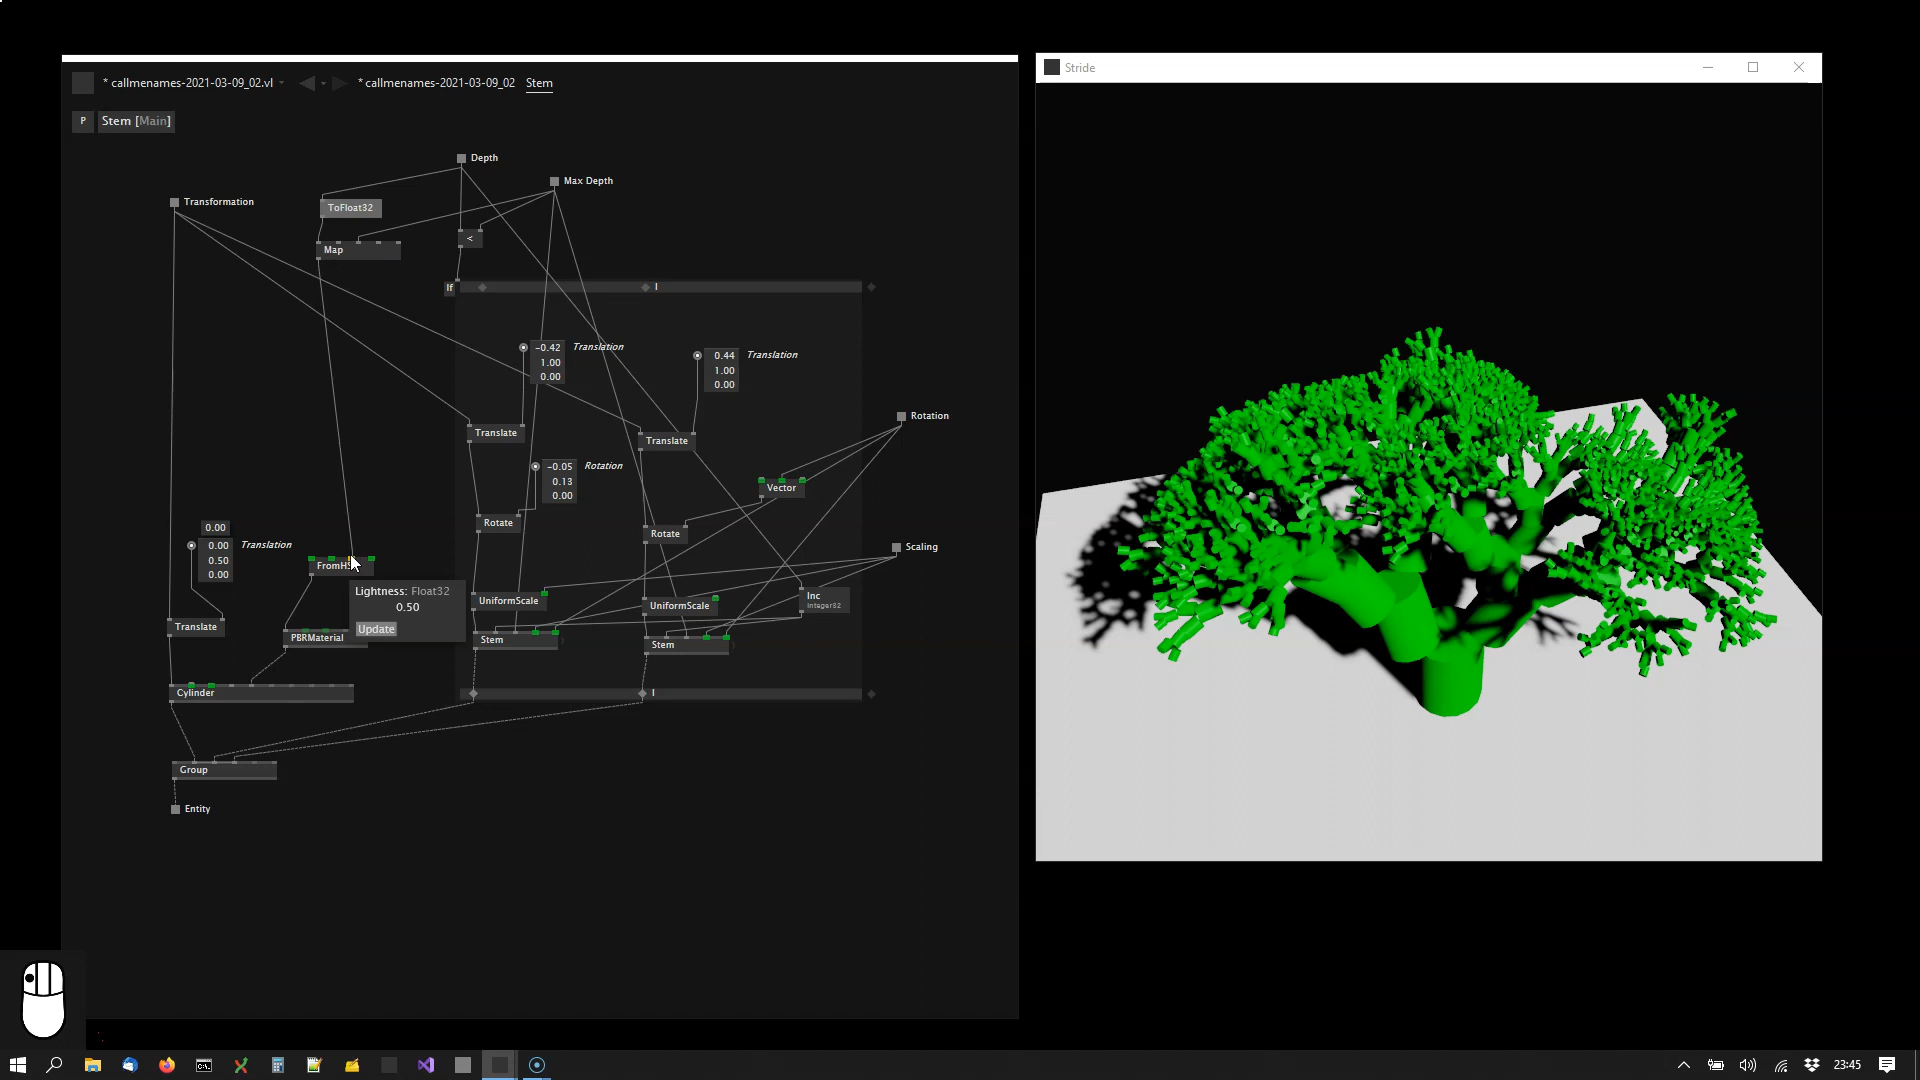 * callmenames-2021-03-09_02.vl
* callmenames-2021-03-09_02
Stem
P
Stem [Main]
Stride
Depth
Max Depth
Transformation
ToFloat32
<
Map
If
I
-0.42
1.00
0.00
Translation
0.44
1.00
0.00
Translation
Rotation
Translate
Translate
-0.05
0.13
0.00
Rotation
Vector
Rotate
Rotate
0.00
0.00
0.50
0.00
Translation
Scaling
Lightness: Float32
0.50
Update
UniformScale
UniformScale
Inc
Integer32
Translate
PBRMaterial
Stem
Stem
Cylinder
I
Group
Entity
23:45